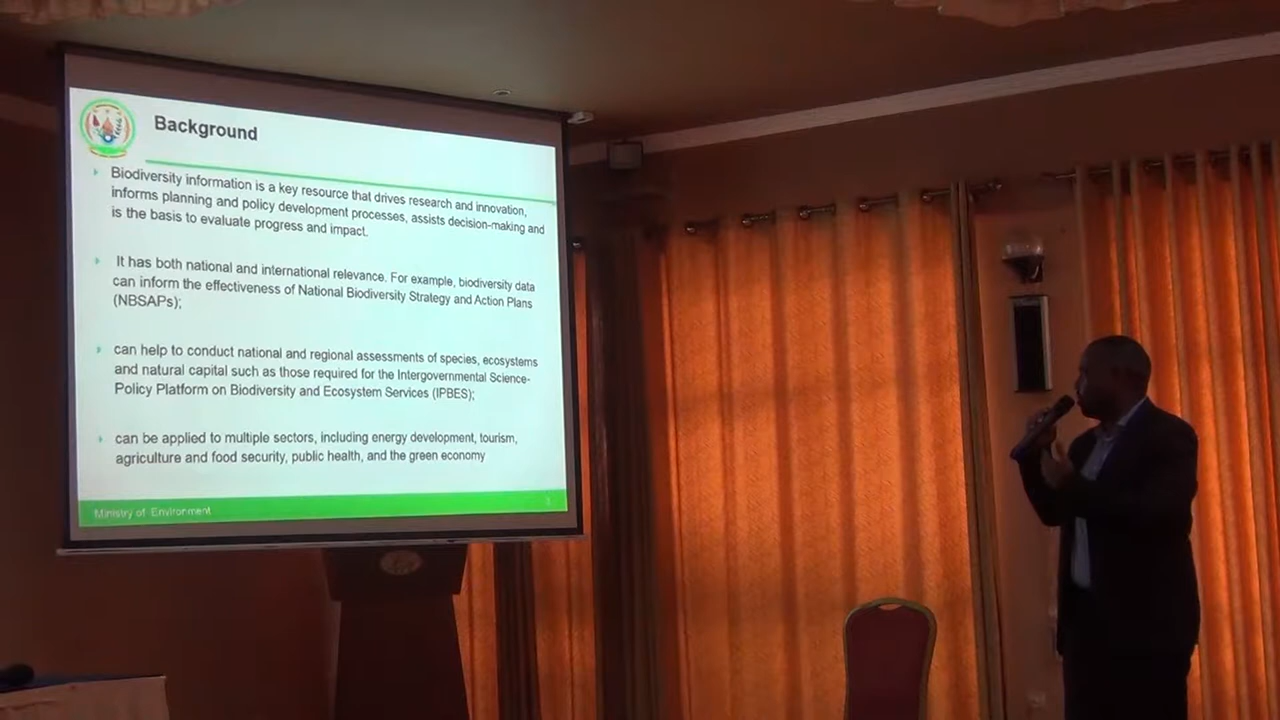 Background
Biodiversity information is a key resource that drives research and innovation,
informs planning and policy development processes, assists decision-making and
is the basis to evaluate progress and impact.
It has both national and international relevance. For example, biodiversity data
can inform the effectiveness of National Biodiversity Strategy and Action Plans
(NBSAPs);
can help to conduct national and regional assessments of species, ecosystems
and natural capital such as those required for the Intergovernmental Science-
Policy Platform on Biodiversity and Ecosystem Services (IPBES);
can be applied to multiple sectors, including energy development, tourism,
agriculture and food security, public health, and the green economy
Ministry of Environment